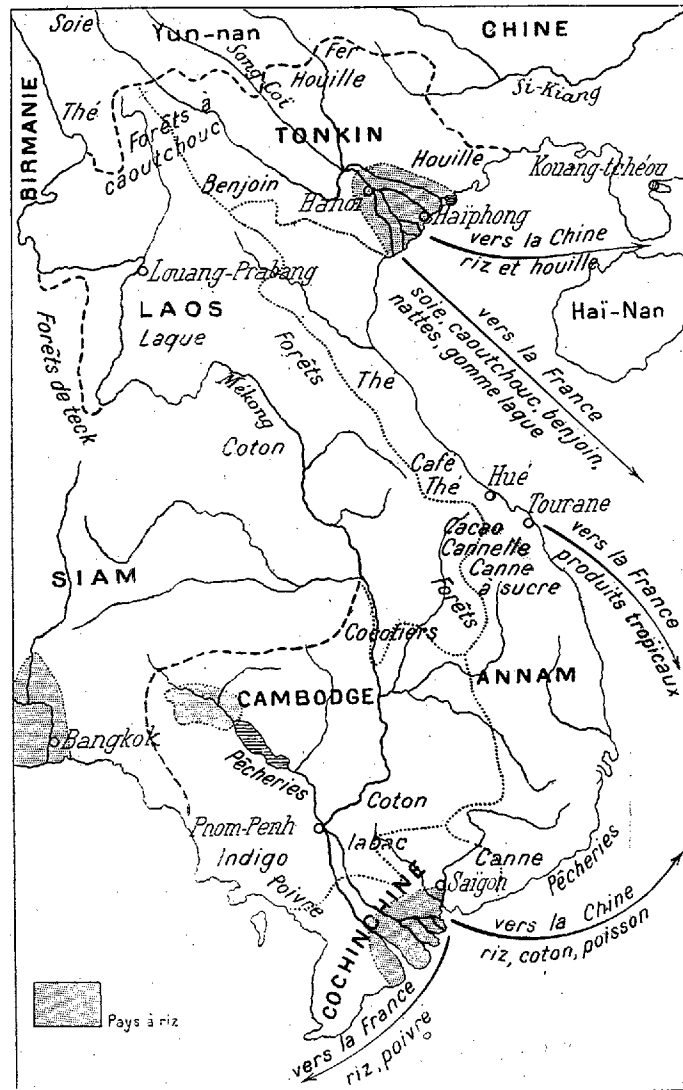 Soie
Yun-nan
CHINE
Song Coï
Fer
Houille
Si-Kiang
BIRMANIE
Thé
Forêts à
caoutchouc
TONKIN
Houille
Kouang-tchéou
Benjoin
Hanoï
Haïphong
vers la Chine
riz et houille
Louang-Prabang
LAOS
Laque
Haï-Nan
Forêts de teck
vers la France
soie, caoutchouc, benjoin,
nattes, gomme laque
Forêts
Thé
Mékong
Coton
Café
Thé
Hué
Tourane
Cacao
Cannelle
Canne
à sucre
vers la France
produits tropicaux
SIAM
Forêts
Cocotiers
CAMBODGE
ANNAM
Bangkok
Pêcheries
Coton
Pnom-Penh
Indigo
Tabac
Canne
Saïgon
Pêcheries
Poivre
COCHINCHINE
vers la Chine
riz, coton, poisson
Pays à riz
vers la France
riz, poivre